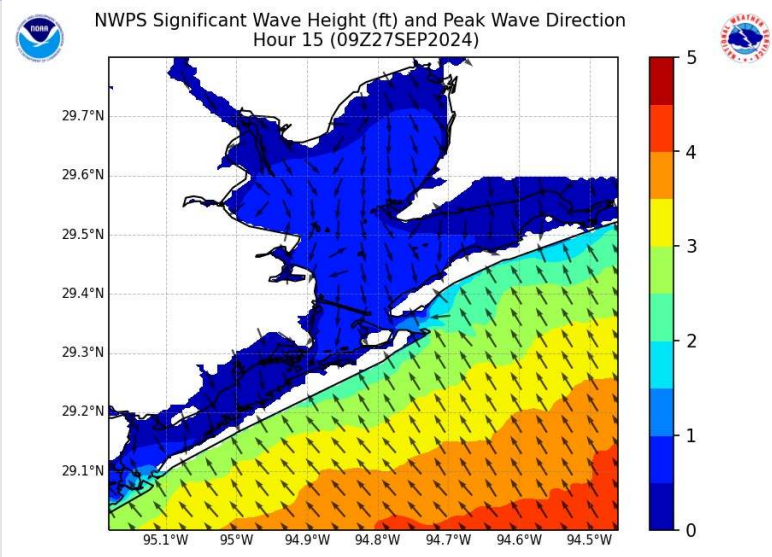 NWPS Significant Wave Height (ft) and Peak Wave Direction
Hour 15 (09Z27SEP2024)
NOAA
5
4
3
2
1
0
29.7°N
29.6°N
29.5°N
29.4°N
29.3°N
29.2°N
29.1°N
95.1°W 95°W 94.9°W 94.8°W 94.7°W 94.6°W 94.5°W